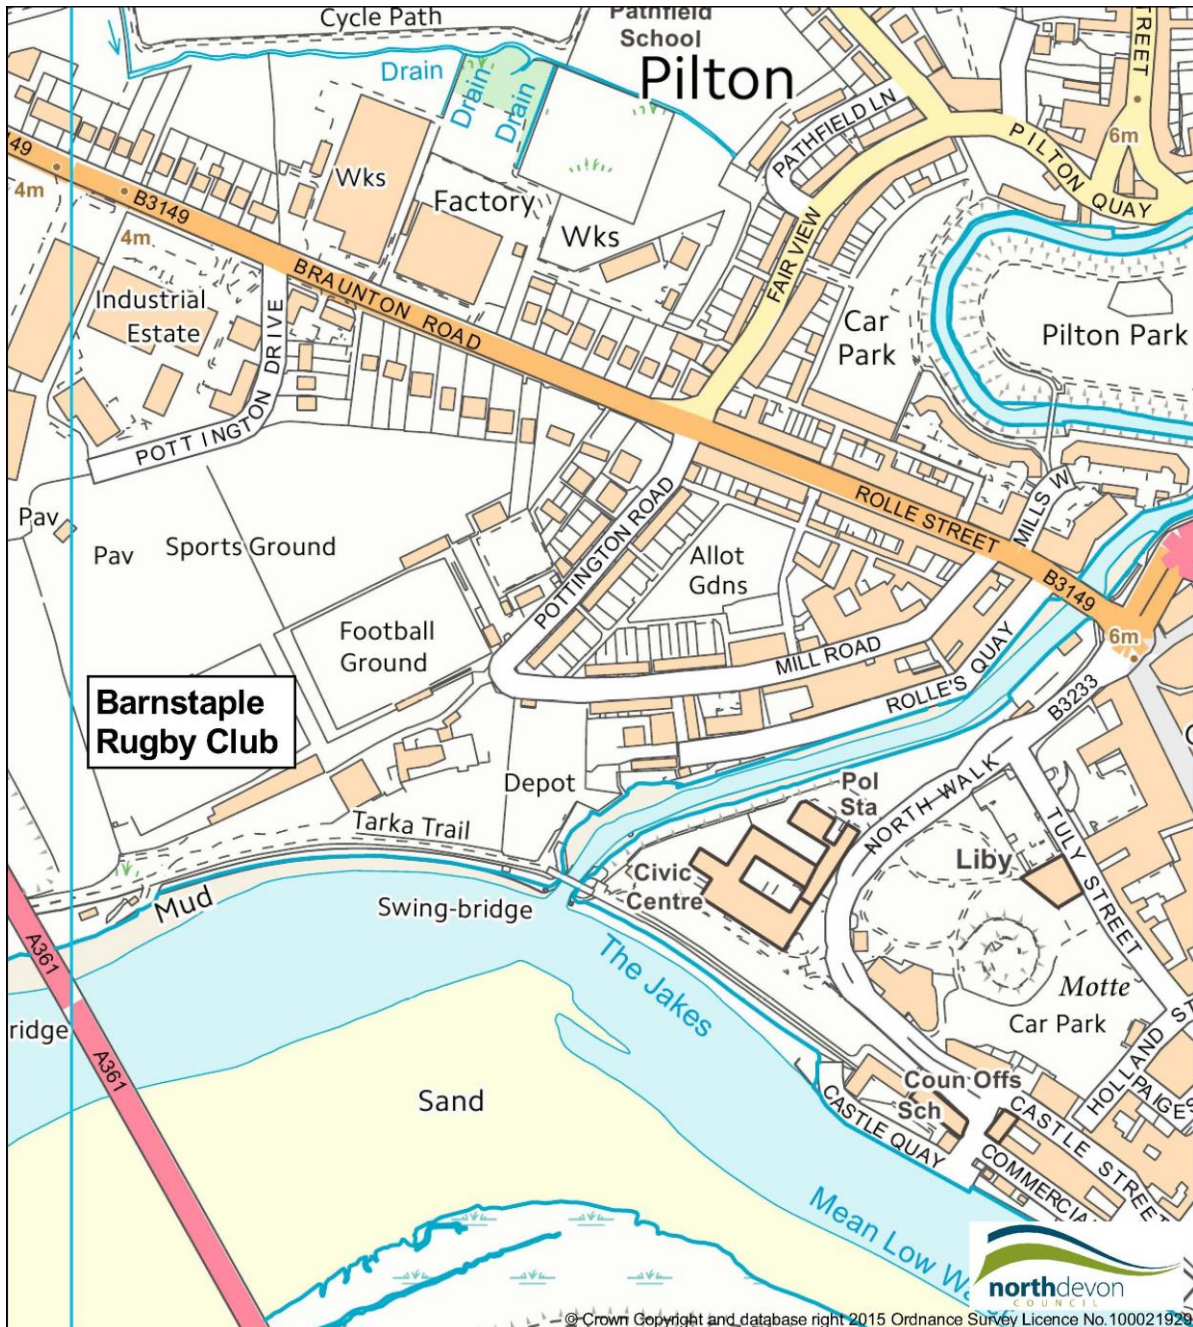 Cycle Path
Pathfield
School
Pilton
STREET
Drain
Drain
Drain
PATHFIELD LN
PILTON QUAY
6m
49
4m
B3149
4m
Wks
Factory
Wks
FAIR VIEW
BRAUNTON ROAD
Industrial
Estate
POTTINGTON DRIVE
Car
Park
Pilton Park
Pav
Pav
Sports Ground
POTTINGTON ROAD
ROLLE STREET
MILLS W
Allot
Gdns
B3149
6m
Football
Ground
MILL ROAD
ROLLE'S QUAY
B3233
Barnstaple
Rugby Club
Depot
Pol
Sta
NORTH WALK
TULY STREET
Tarka Trail
Civic
Centre
Liby
Mud
Swing-bridge
A361
The Jakes
Motte
Car Park
HOLLAND ST
PAIGES
ridge
A361
Sand
Coun Offs
Sch
CASTLE QUAY
CASTLE STREET
COMMERCIA
Mean Low Wa
northdevon
COUNCIL
© Crown Copyright and database right 2015 Ordnance Survey Licence No.100021929